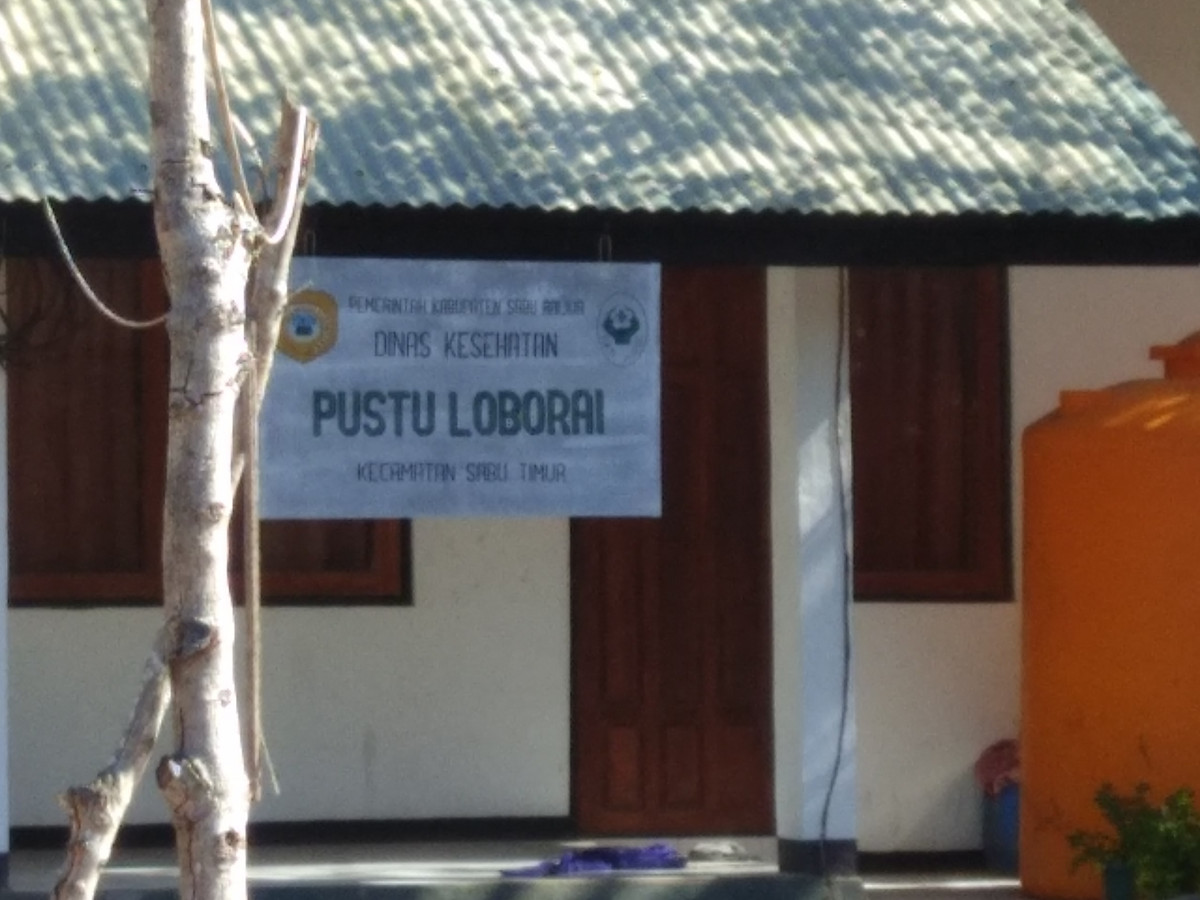 PEMERINTAH KABUPATEN SABU RAIJUA
DINAS KESEHATAN
PUSTU LOBORAI
KECAMATAN SABU TIMUR